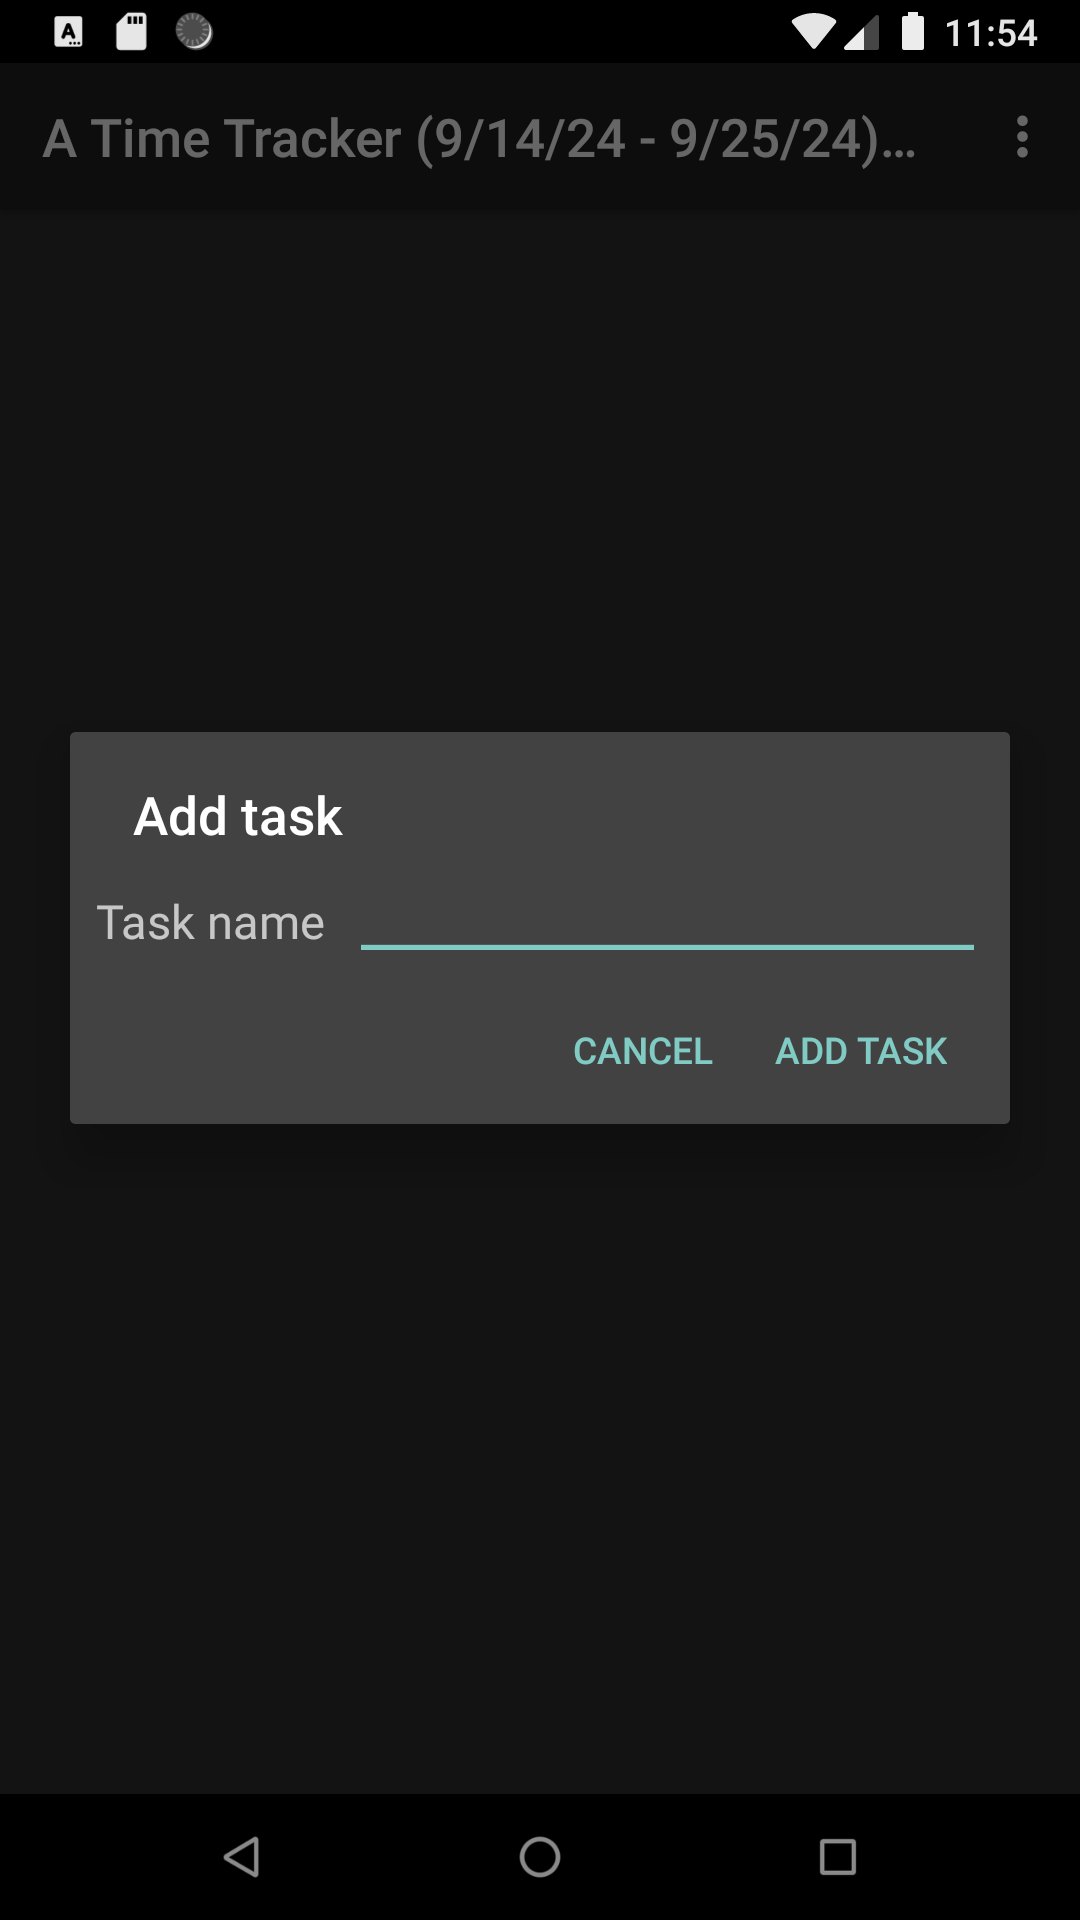 11:54
A Time Tracker (9/14/24 - 9/25/24)...
Add task
Task name
CANCEL
ADD TASK